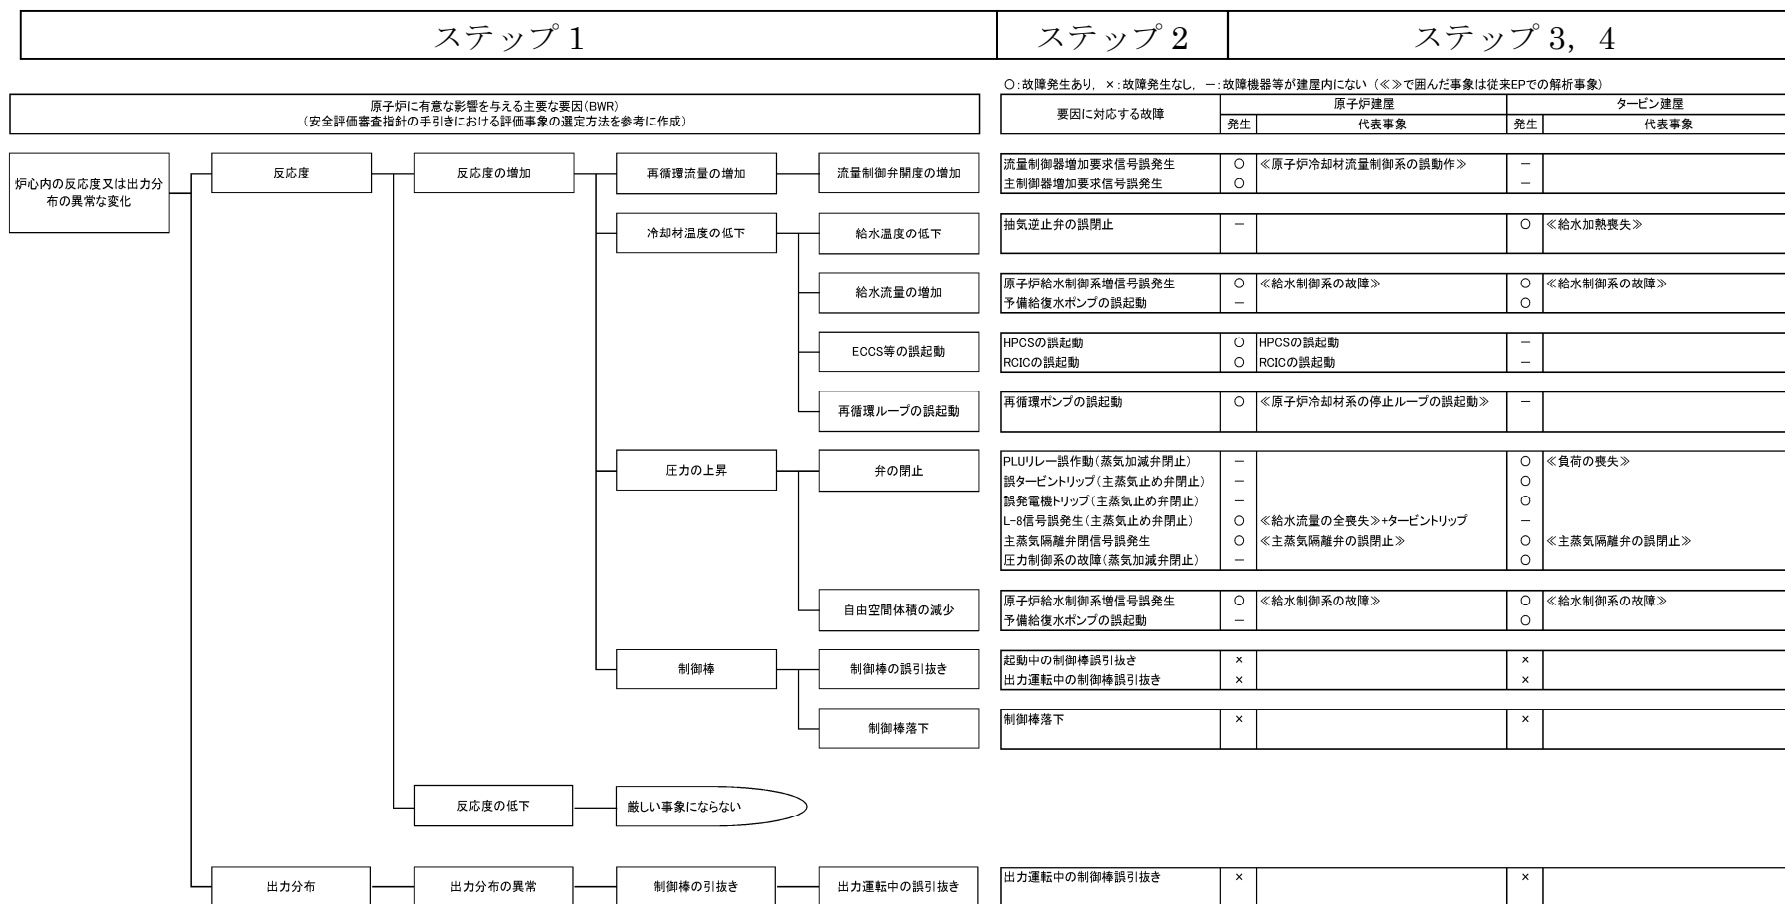 ステップ 1
ステップ 2
ステップ 3, 4
○:故障発生あり, ×:故障発生なし, －:故障機器等が建屋内にない (≪≫で囲んだ事象は従来EPでの解析事象)
原子炉に有意な影響を与える主要な要因(BWR)
(安全評価審査指針の手引きにおける評価事象の選定方法を参考に作成)
要因に対応する故障
原子炉建屋
タービン建屋
発生
代表事象
発生
代表事象
炉心内の反応度又は出力分
布の異常な変化
反応度
反応度の増加
再循環流量の増加
流量制御弁開度の増加
流量制御器増加要求信号誤発生 ○ ≪原子炉冷却材流量制御系の誤動作≫ －
主制御器増加要求信号誤発生 ○ －
冷却材温度の低下
給水温度の低下
抽気逆止弁の誤閉止 － ○ ≪給水加熱喪失≫
給水流量の増加
原子炉給水制御系増信号誤発生 ○ ≪給水制御系の故障≫ ○ ≪給水制御系の故障≫
予備給復水ポンプの誤起動 － ○
ECCS等の誤起動
HPCSの誤起動 ○ HPCSの誤起動 －
RCICの誤起動 ○ RCICの誤起動 －
再循環ループの誤起動
再循環ポンプの誤起動 ○ ≪原子炉冷却材系の停止ループの誤起動≫ －
圧力の上昇
弁の閉止
PLUリレー誤作動(蒸気加減弁閉止) － ○ ≪負荷の喪失≫
誤タービントリップ(主蒸気止め弁閉止) － ○
誤発電機トリップ(主蒸気止め弁閉止) － ○
L-8信号誤発生(主蒸気止め弁閉止) ○ ≪給水流量の全喪失≫+タービントリップ －
主蒸気隔離弁閉信号誤発生 ○ ≪主蒸気隔離弁の誤閉止≫ ○ ≪主蒸気隔離弁の誤閉止≫
圧力制御系の故障(蒸気加減弁閉止) － ○
自由空間体積の減少
原子炉給水制御系増信号誤発生 ○ ≪給水制御系の故障≫ ○ ≪給水制御系の故障≫
予備給復水ポンプの誤起動 － ○
制御棒
制御棒の誤引抜き
起動中の制御棒誤引抜き × ×
出力運転中の制御棒誤引抜き × ×
制御棒落下
制御棒落下 × ×
反応度の低下
厳しい事象にならない
出力分布
出力分布の異常
制御棒の引抜き
出力運転中の誤引抜き
出力運転中の制御棒誤引抜き × ×